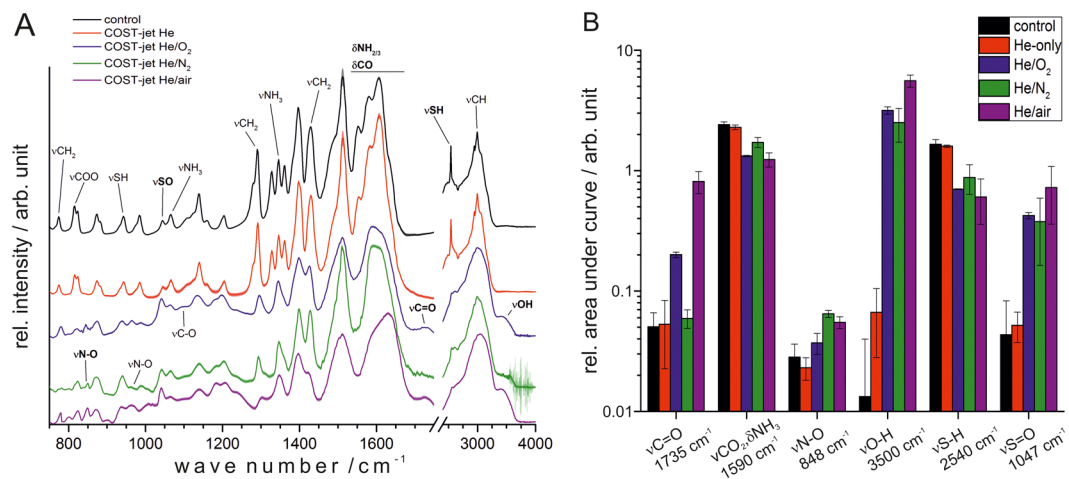 A
control
COST-jet He
COST-jet He/O₂
COST-jet He/N₂
COST-jet He/air
δNH₂/₃
δCO
νCH₂
νNH₃
νSH
νCH
νCH₂
νCH₂
νCOO
νSH
νSO
νNH₃
νC=O
νOH
νC-O
νN-O
νN-O
rel. intensity / arb. unit
800 1000 1200 1400 1600 3000 4000
wave number /cm⁻¹
B
control
He-only
He/O₂
He/N₂
He/air
10
1
0.1
0.01
rel. area under curve / arb. unit
νC=O
1735 cm⁻¹
νCO₂,δNH₃
1590 cm⁻¹
νN-O
848 cm⁻¹
νO-H
3500 cm⁻¹
νS-H
2540 cm⁻¹
νS=O
1047 cm⁻¹